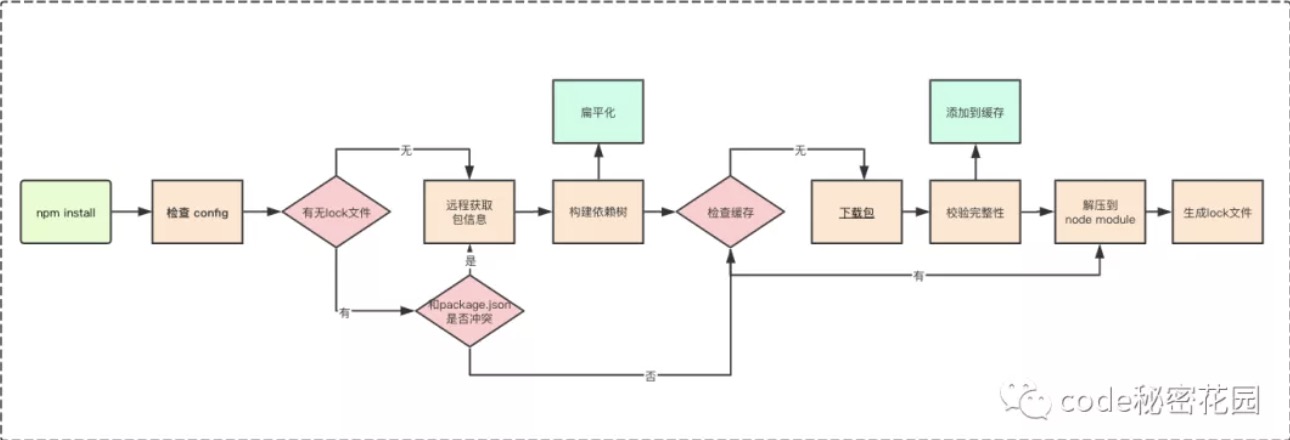 npm install
检查 config
有无lock文件
无
有
远程获取
包信息
是
和package.json
是否冲突
否
扁平化
构建依赖树
检查缓存
无
有
下载包
添加到缓存
校验完整性
解压到
node module
生成lock文件
code秘密花园